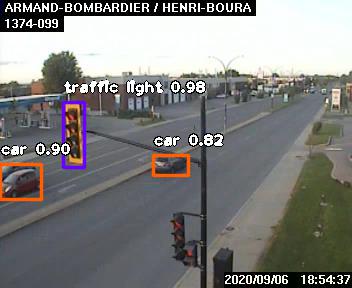 ARMAND-BOMBARDIER / HENRI-BOURA
1374-099
traffic light 0.98
car 0.82
car 0.90
2020/09/06 18:54:37